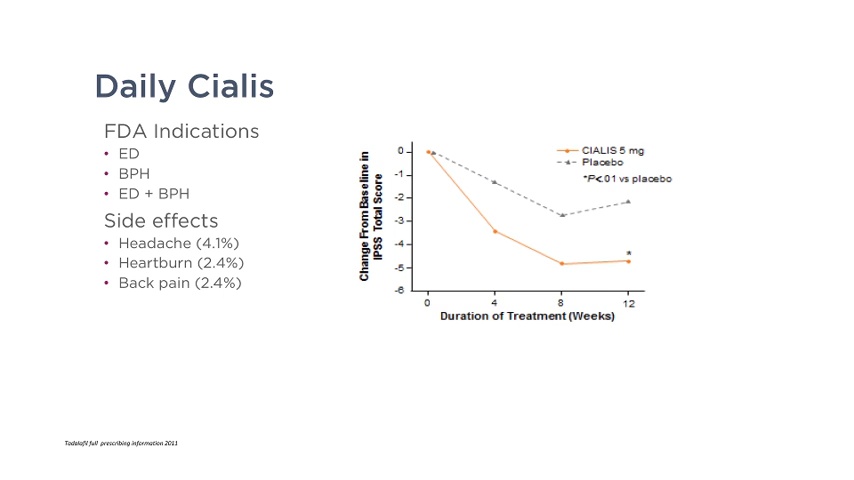 Daily Cialis
FDA Indications
• ED
• BPH
• ED + BPH
Side effects
• Headache (4.1%)
• Heartburn (2.4%)
• Back pain (2.4%)
Change From Baseline in
IPSS Total Score
0
-1
-2
-3
-4
-5
-6
CIALIS 5 mg
Placebo
*P<.01 vs placebo
*
0 4 8 12
Duration of Treatment (Weeks)
Tadalafil full prescribing information 2011